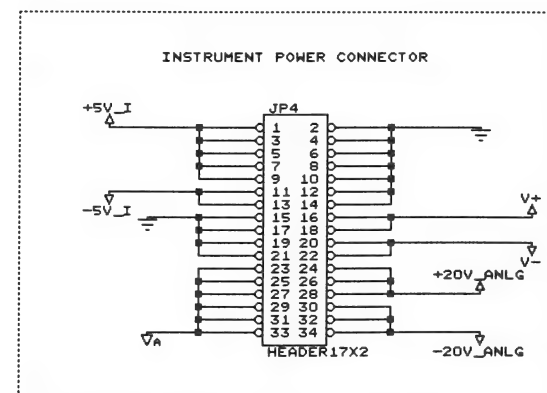 INSTRUMENT POWER CONNECTOR
+5V_I
JP4
1 2
3 4
5 6
7 8
9 10
11 12
-5V_I
13 14
15 16
V+
17 18
19 20
21 22
V-
23 24
25 26
+20V_ANLG
27 28
29 30
31 32
33 34
A
HEADER17X2
-20V_ANLG